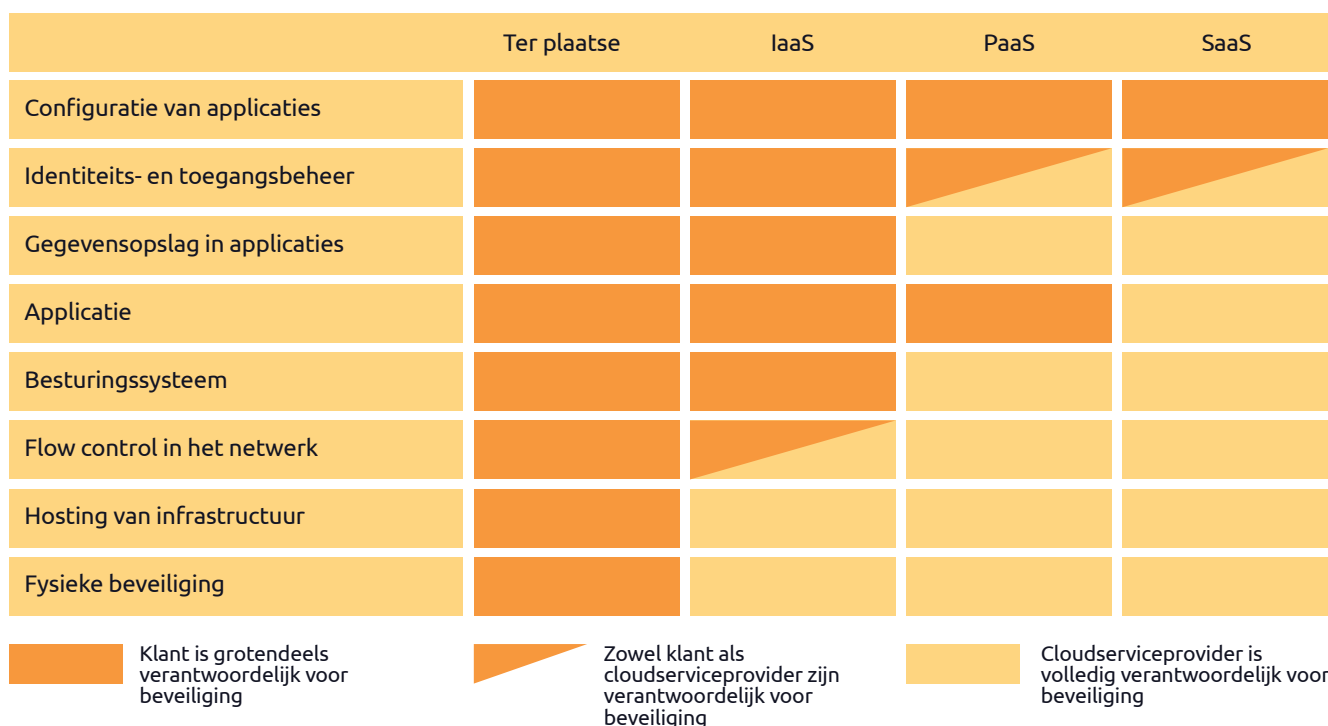 Ter plaatse IaaS PaaS SaaS
Configuratie van applicaties
Identiteits- en toegangsbeheer
Gegevensopslag in applicaties
Applicatie
Besturingssysteem
Flow control in het netwerk
Hosting van infrastructuur
Fysieke beveiliging
Klant is grotendeels
verantwoordelijk voor
beveiliging
Zowel klant als
cloudserviceprovider zijn
verantwoordelijk voor
beveiliging
Cloudserviceprovider is
volledig verantwoordelijk voor
beveiliging